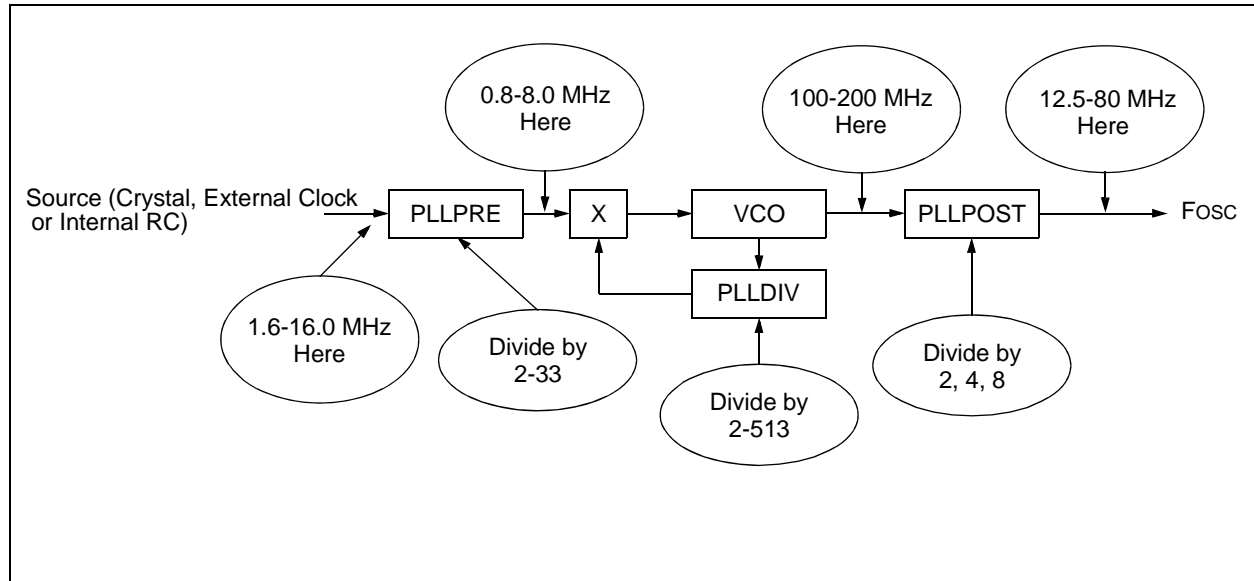 0.8-8.0 MHz
Here
100-200 MHz
Here
12.5-80 MHz
Here
Source (Crystal, External Clock
or Internal RC)
PLLPRE
X
VCO
PLLPOST
FOSC
PLLDIV
1.6-16.0 MHz
Here
Divide by
2-33
Divide by
2-513
Divide by
2, 4, 8